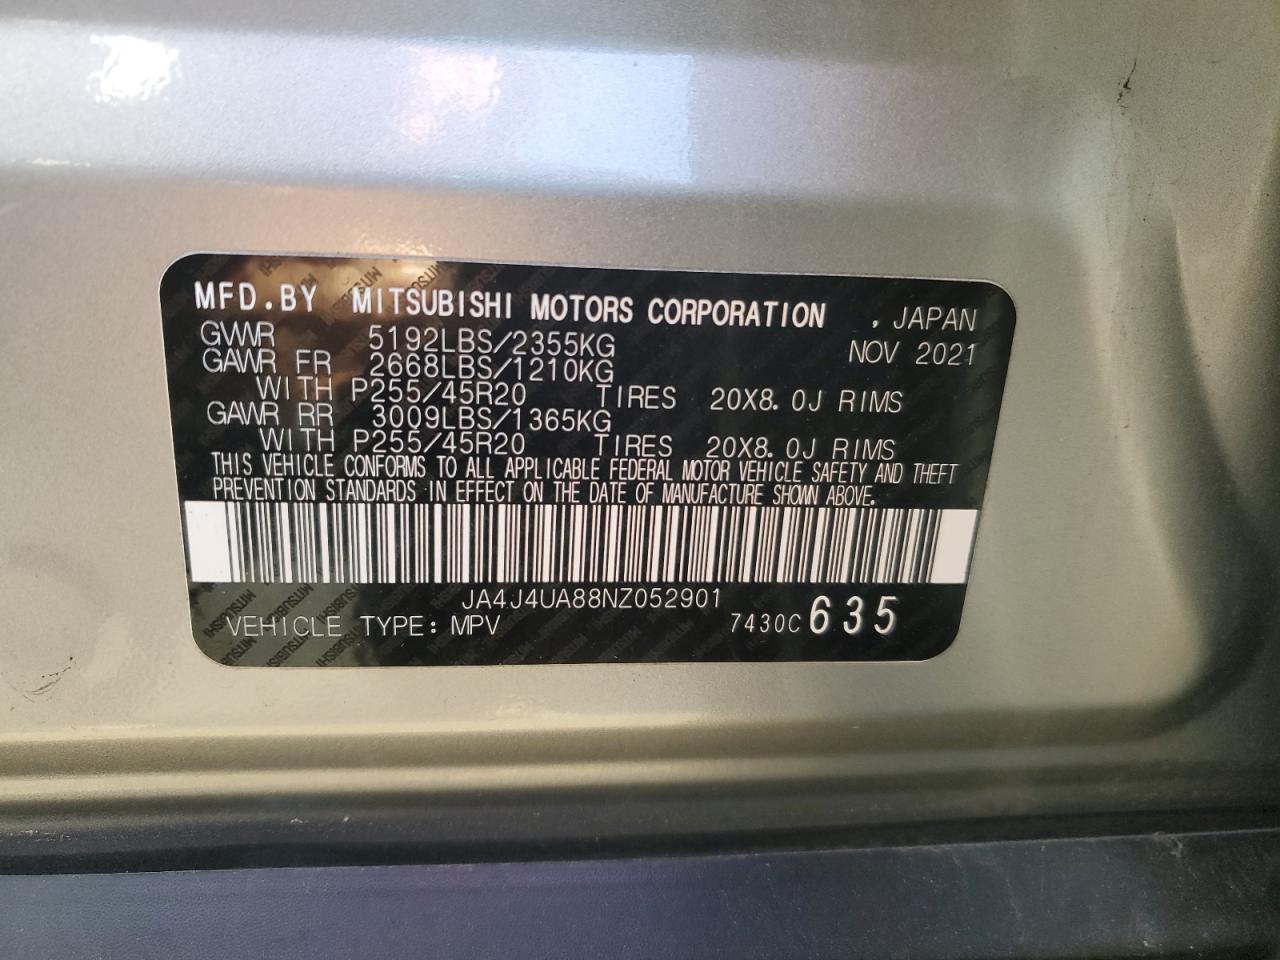 MFD.BY MITSUBISHI MOTORS CORPORATION , JAPAN
GVWR 5192LBS/2355KG NOV 2021
GAWR FR 2668LBS/1210KG
WITH P255/45R20 TIRES 20X8.0J RIMS
GAWR RR 3009LBS/1365KG
WITH P255/45R20 TIRES 20X8.0J RIMS
THIS VEHICLE CONFORMS TO ALL APPLICABLE FEDERAL MOTOR VEHICLE SAFETY AND THEFT
PREVENTION STANDARDS IN EFFECT ON THE DATE OF MANUFACTURE SHOWN ABOVE.
JA4J4UA88NZ052901
VEHICLE TYPE: MPV 7430C 635